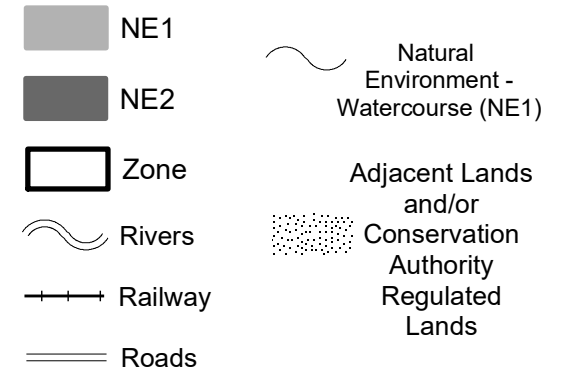 NE1
NE2
Zone
Rivers
Railway
Roads
Natural
Environment -
Watercourse (NE1)
Adjacent Lands
and/or
Conservation
Authority
Regulated
Lands